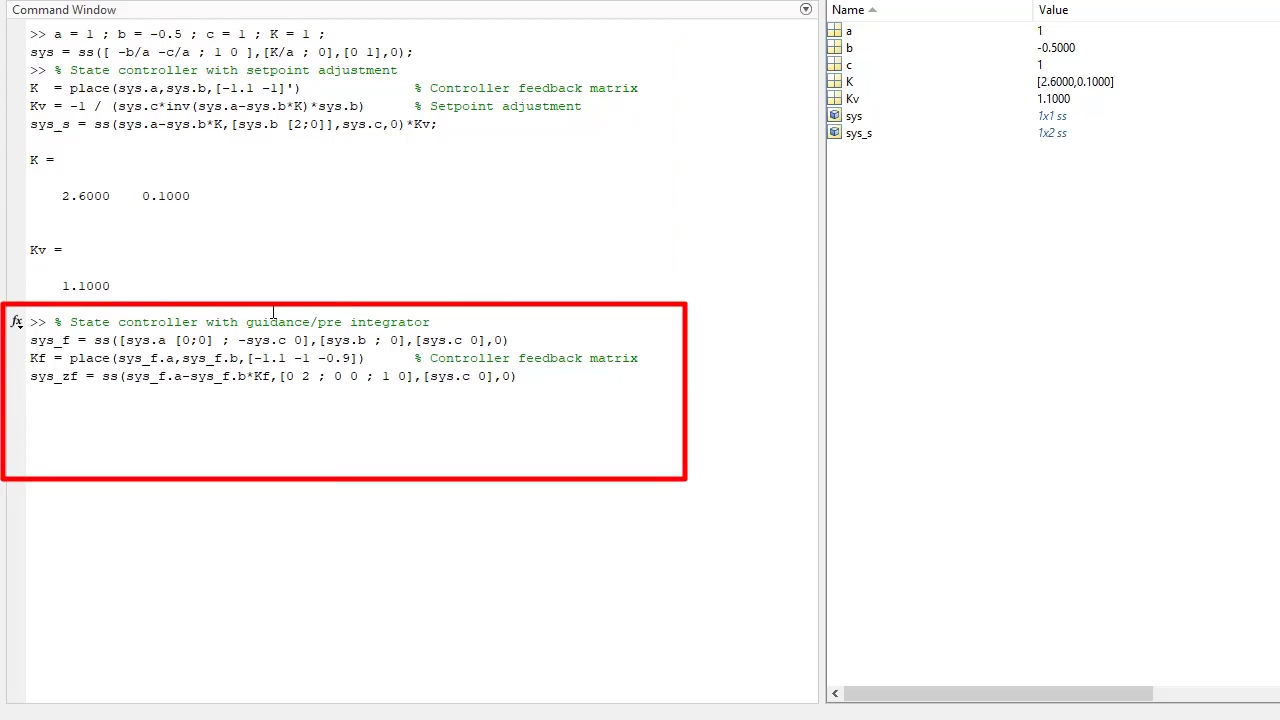 Command Window
>> a = 1 ; b = -0.5 ; c = 1 ; K = 1 ;
sys = ss([ -b/a -c/a ; 1 0 ],[K/a ; 0],[0 1],0);
>> % State controller with setpoint adjustment
K  = place(sys.a,sys.b,[-1.1 -1]') % Controller feedback matrix
Kv = -1 / (sys.c*inv(sys.a-sys.b*K)*sys.b) % Setpoint adjustment
sys_s = ss(sys.a-sys.b*K,[sys.b [2;0]],sys.c,0)*Kv;
K =
2.6000 0.1000
Kv =
1.1000
fx >> % State controller with guidance/pre integrator
sys_f = ss([sys.a [0;0] ; -sys.c 0],[sys.b ; 0],[sys.c 0],0)
Kf = place(sys_f.a,sys_f.b,[-1.1 -1 -0.9]) % Controller feedback matrix
sys_zf = ss(sys_f.a-sys_f.b*Kf,[0 2 ; 0 0 ; 1 0],[sys.c 0],0)
Name Value
a 1
b -0.5000
c 1
K [2.6000,0.1000]
Kv 1.1000
sys 1x1 ss
sys_s 1x2 ss